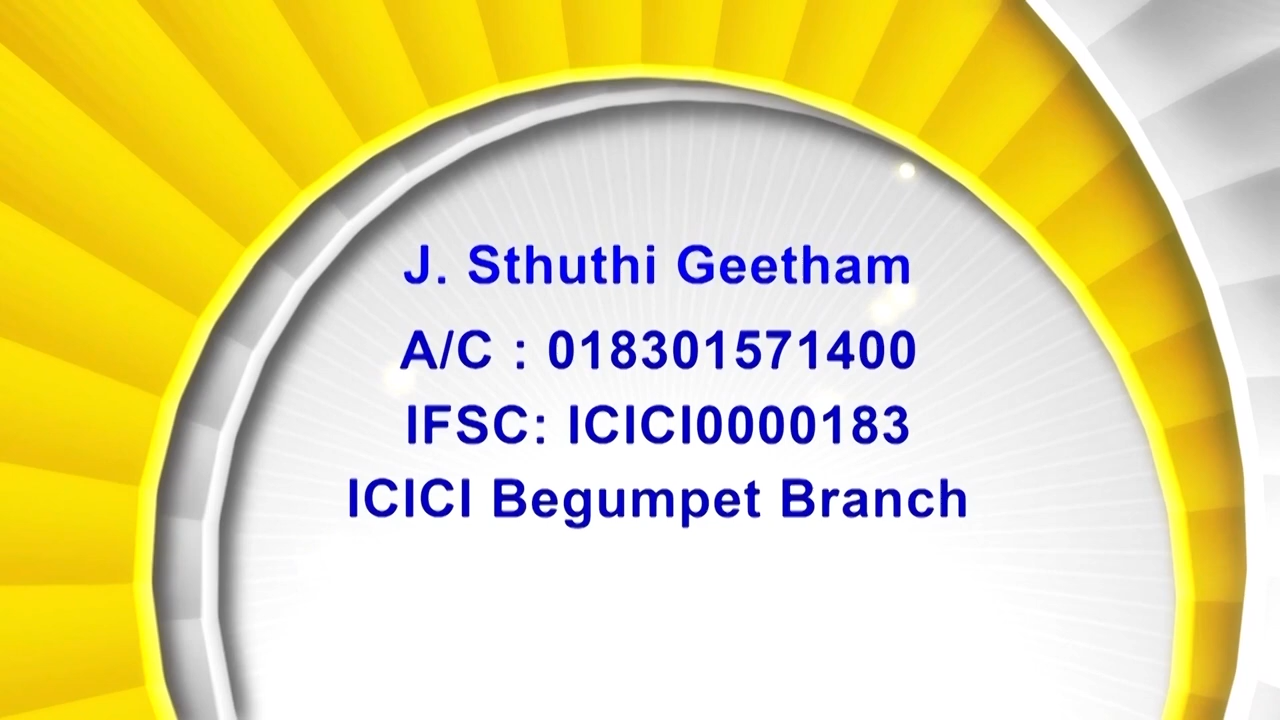 J. Sthuthi Geetham
A/C : 018301571400
IFSC: ICICI0000183
ICICI Begumpet Branch